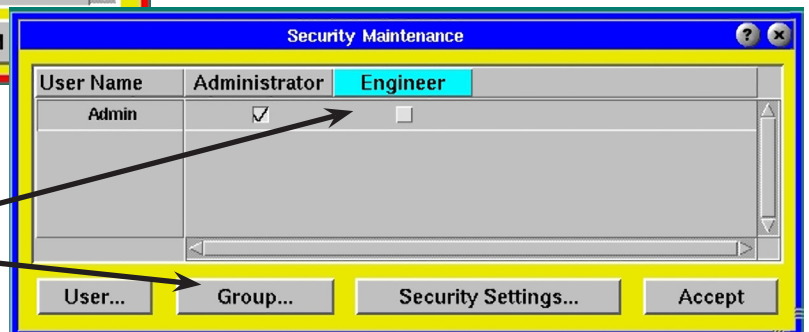 Security Maintenance
User Name Administrator Engineer
Admin
User... Group... Security Settings... Accept